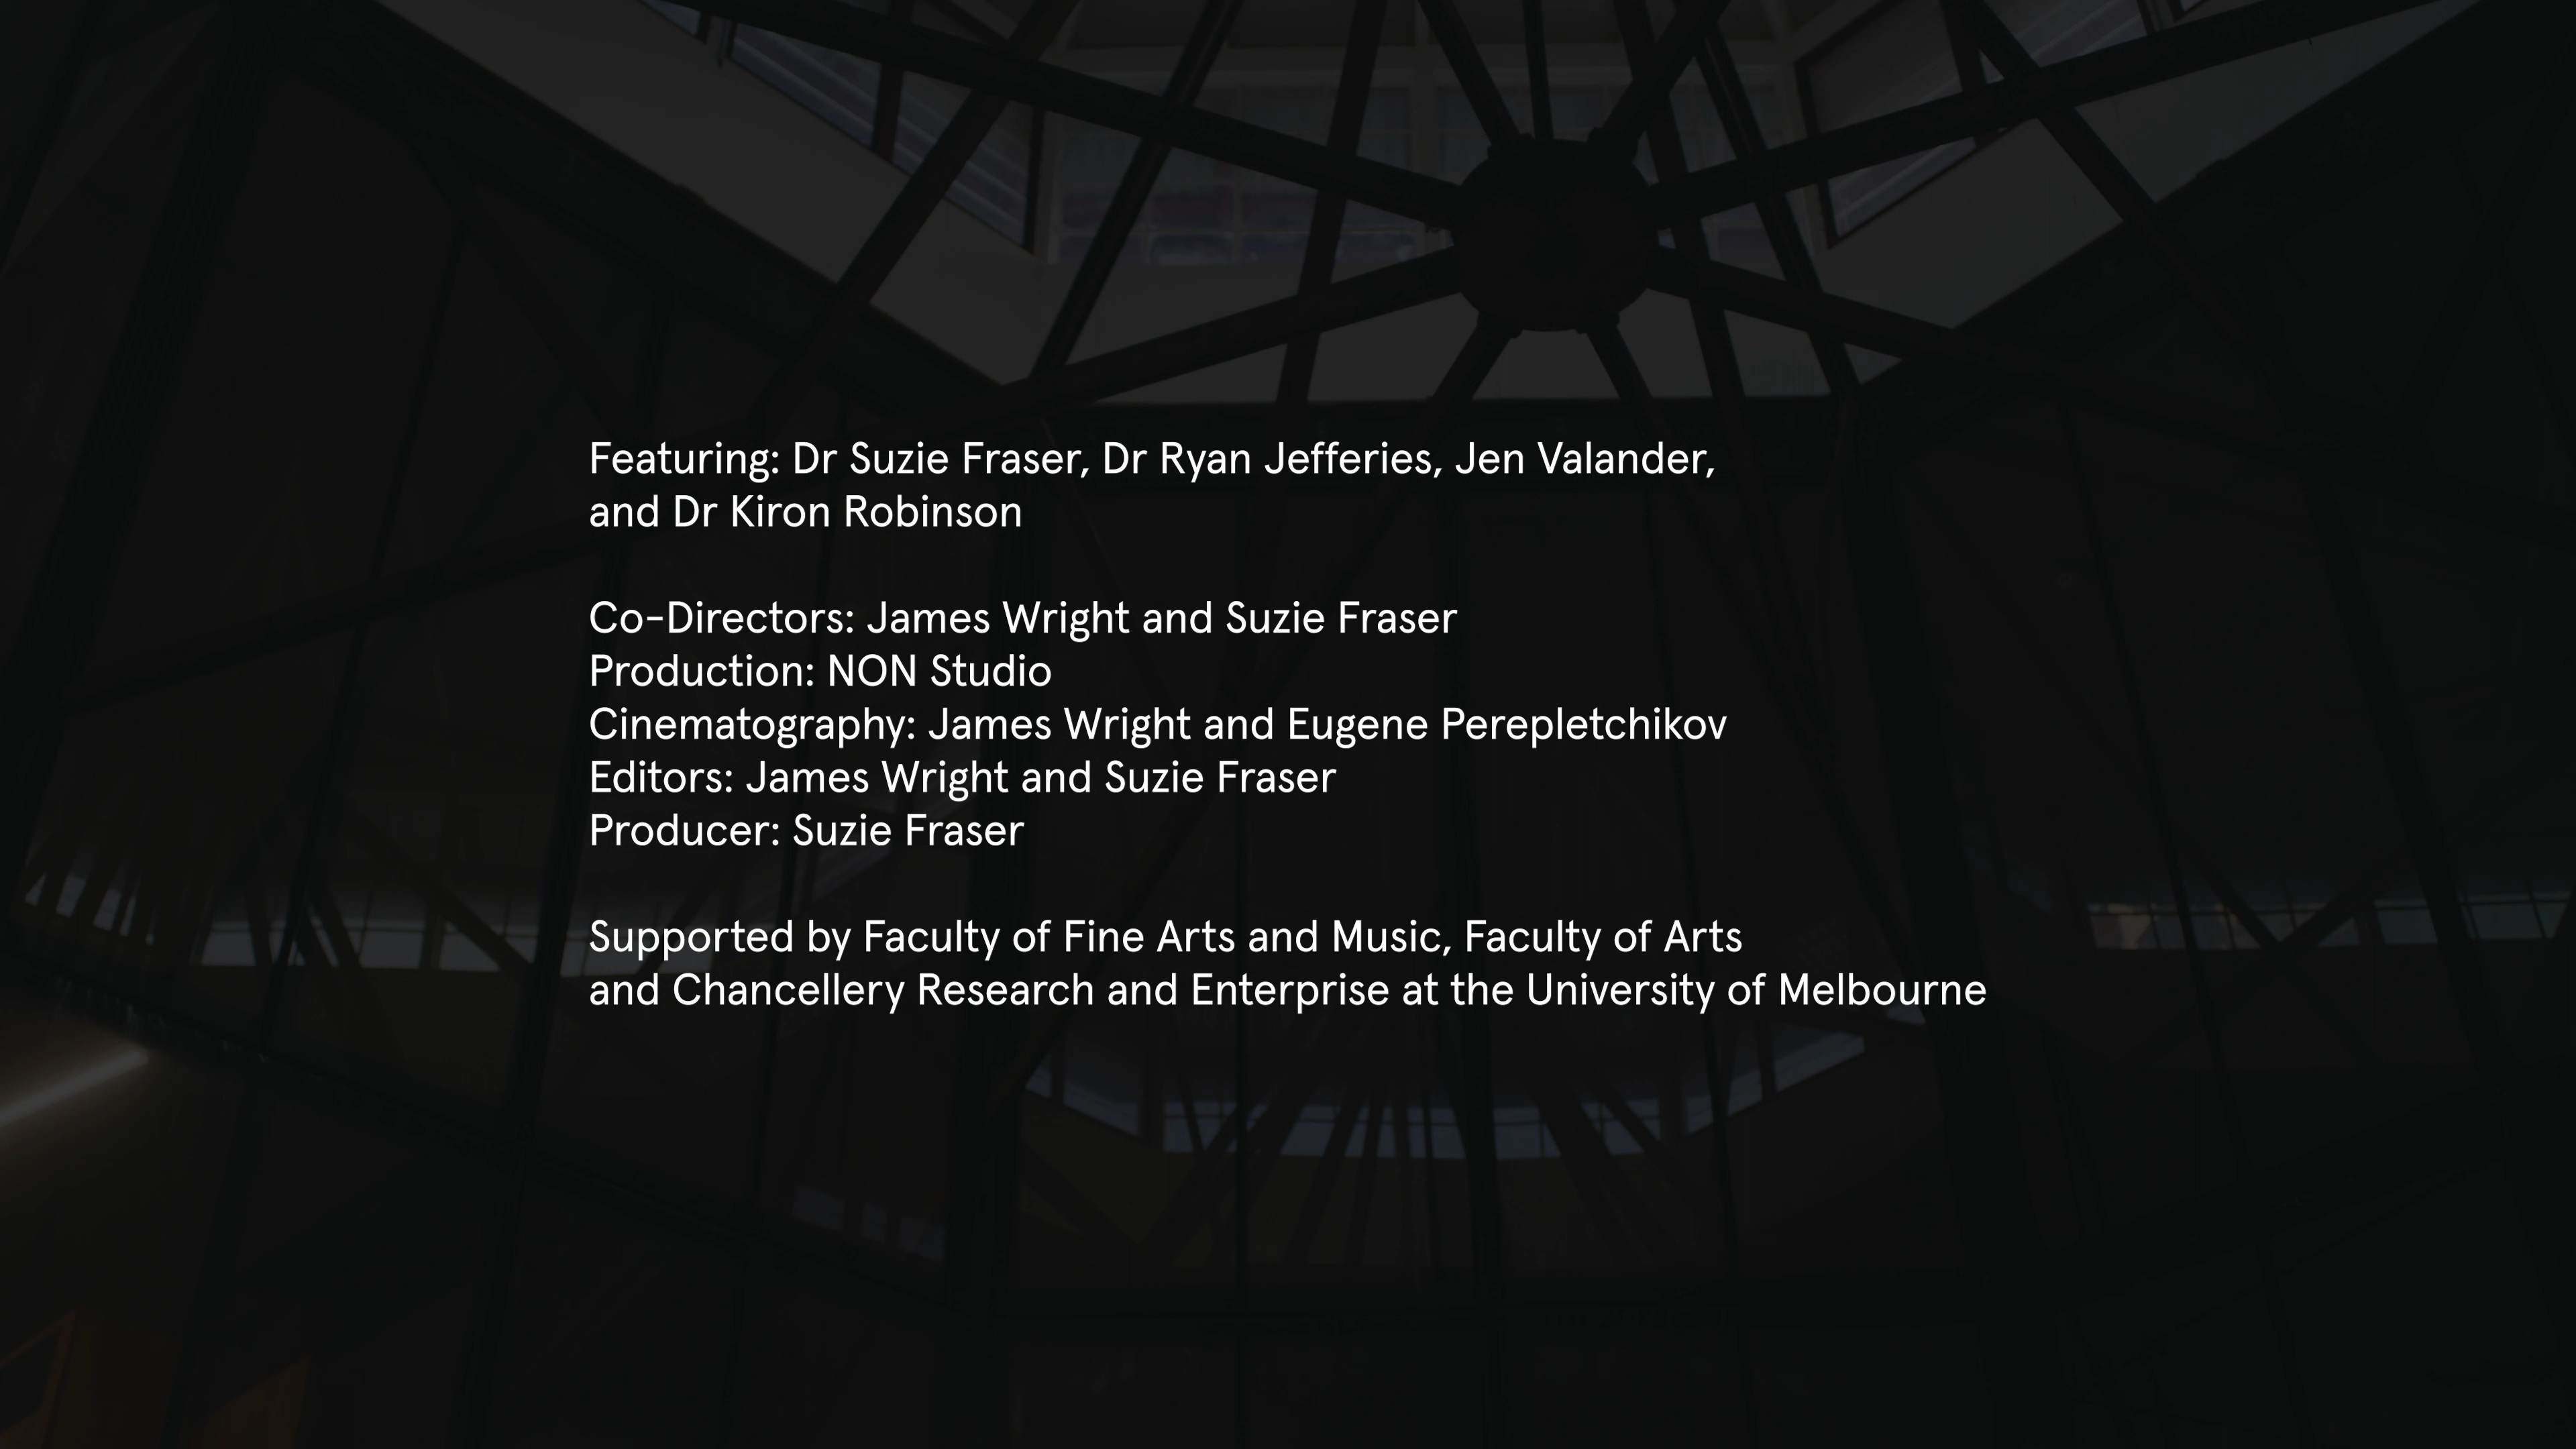 Featuring: Dr Suzie Fraser, Dr Ryan Jefferies, Jen Valander,
and Dr Kiron Robinson
Co-Directors: James Wright and Suzie Fraser
Production: NON Studio
Cinematography: James Wright and Eugene Perepletchikov
Editors: James Wright and Suzie Fraser
Producer: Suzie Fraser
Supported by Faculty of Fine Arts and Music, Faculty of Arts
and Chancellery Research and Enterprise at the University of Melbourne